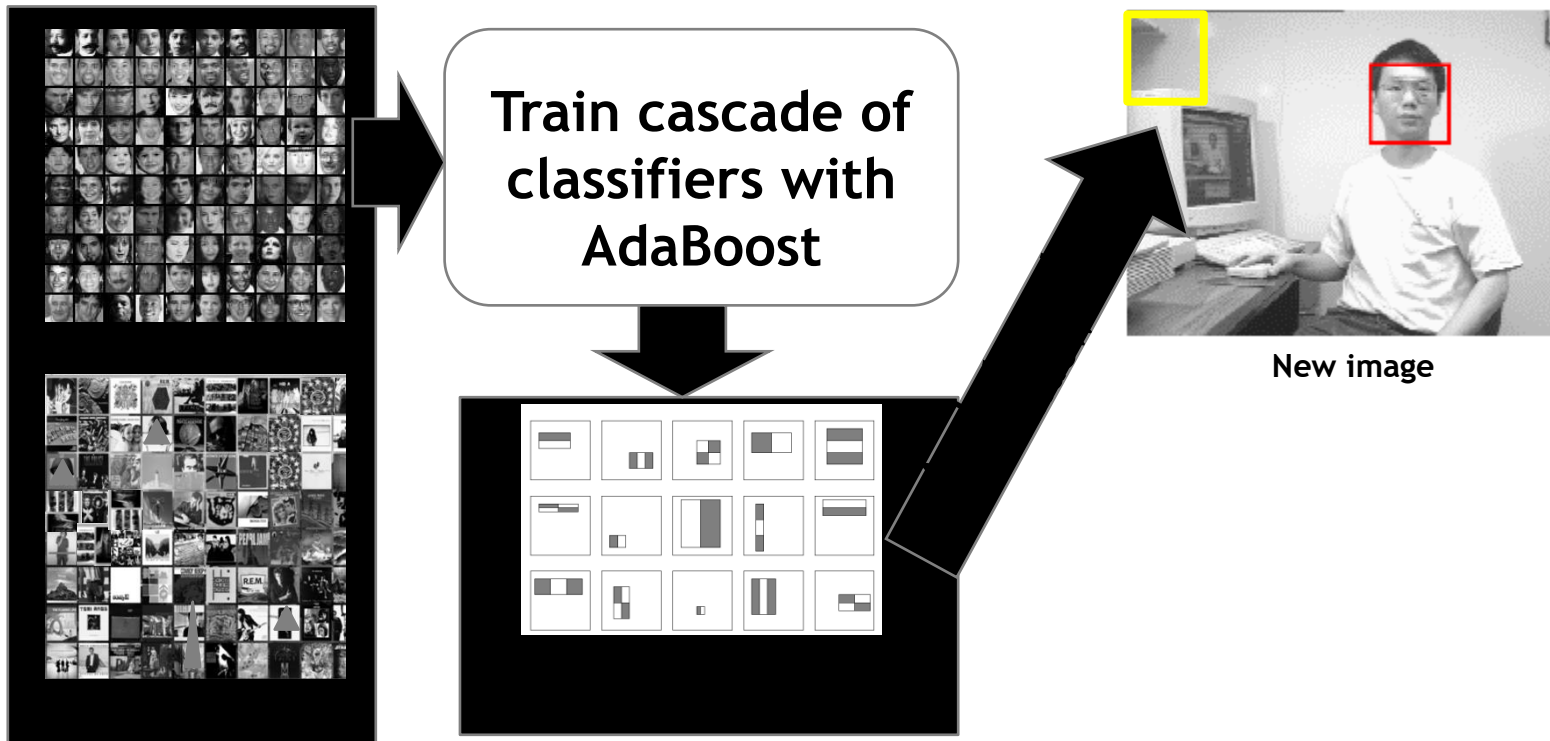 Train cascade of
classifiers with
AdaBoost
New image
R.E.M.